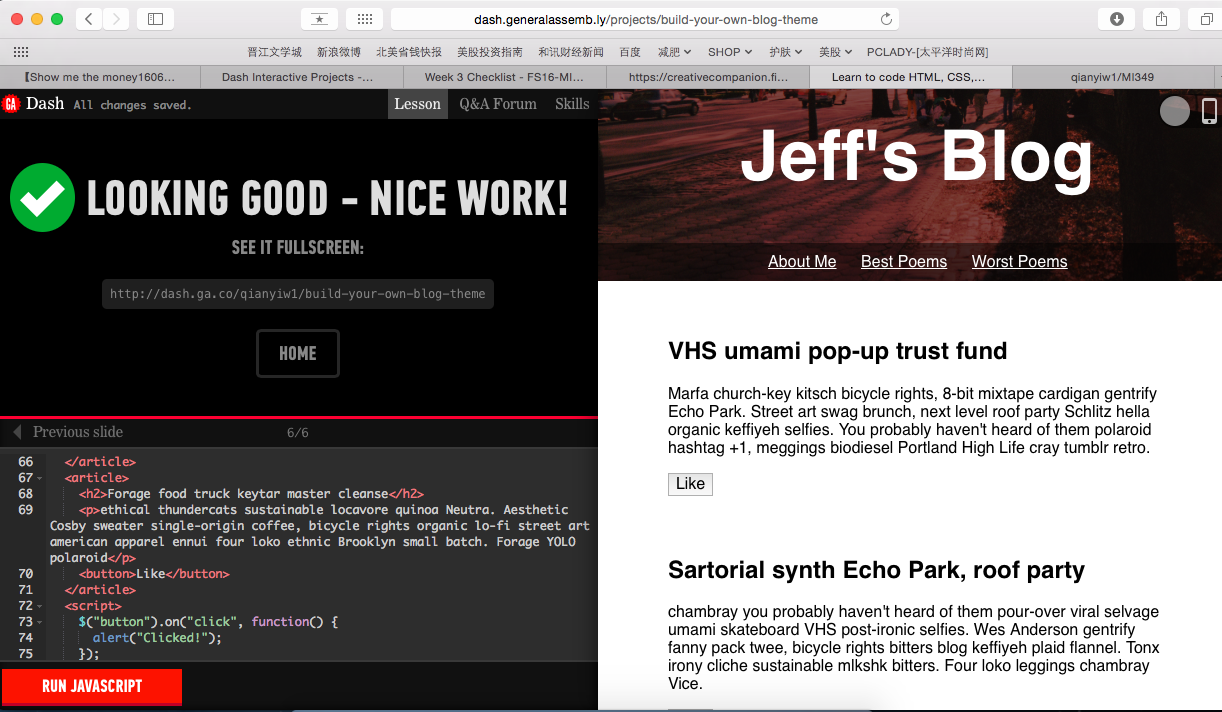 dash.generalassemb.ly/projects/build-your-own-blog-theme
晋江文学城 新浪微博 北美省钱快报 美股投资指南 和讯财经新闻 百度 减肥 SHOP 护肤 美股 PCLADY-[太平洋时尚网]
【Show me the money1606... Dash Interactive Projects -... Week 3 Checklist - FS16-MI... https://creativecompanion.fi... Learn to code HTML, CSS,... qianyiw1/MI349
GA Dash All changes saved. Lesson Q&A Forum Skills
LOOKING GOOD - NICE WORK!
SEE IT FULLSCREEN:
http://dash.ga.co/qianyiw1/build-your-own-blog-theme
HOME
Previous slide 6/6
66 </article>
67 <article>
68 <h2>Forage food truck keytar master cleanse</h2>
69 <p>ethical thundercats sustainable locavore quinoa Neutra. Aesthetic
Cosby sweater single-origin coffee, bicycle rights organic lo-fi street art
american apparel ennui four loko ethnic Brooklyn small batch. Forage YOLO
polaroid</p>
70 <button>Like</button>
71 </article>
72 <script>
73 $("button").on("click", function() {
74 alert("Clicked!");
75 });
RUN JAVASCRIPT
Jeff's Blog
About Me Best Poems Worst Poems
VHS umami pop-up trust fund
Marfa church-key kitsch bicycle rights, 8-bit mixtape cardigan gentrify
Echo Park. Street art swag brunch, next level roof party Schlitz hella
organic keffiyeh selfies. You probably haven't heard of them polaroid
hashtag +1, meggings biodiesel Portland High Life cray tumblr retro.
Like
Sartorial synth Echo Park, roof party
chambray you probably haven't heard of them pour-over viral selvage
umami skateboard VHS post-ironic selfies. Wes Anderson gentrify
fanny pack twee, bicycle rights bitters blog keffiyeh plaid flannel. Tonx
irony cliche sustainable mlkshk bitters. Four loko leggings chambray
Vice.